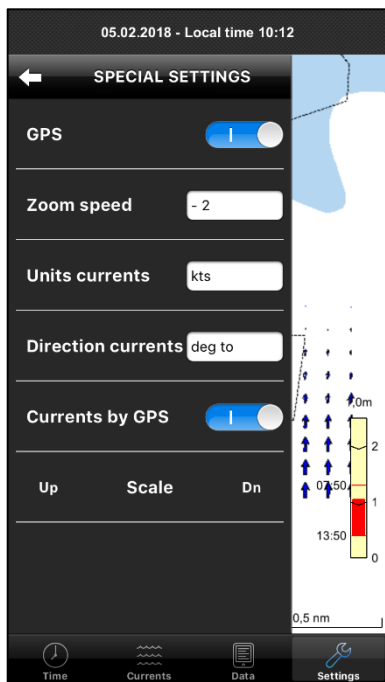 05.02.2018 - Local time 10:12
SPECIAL SETTINGS
GPS
Zoom speed - 2
Units currents kts
Direction currents deg to
Currents by GPS
Up Scale Dn
,0m
2
07:50
1
13:50
0
0,5 nm
Time Currents Data Settings